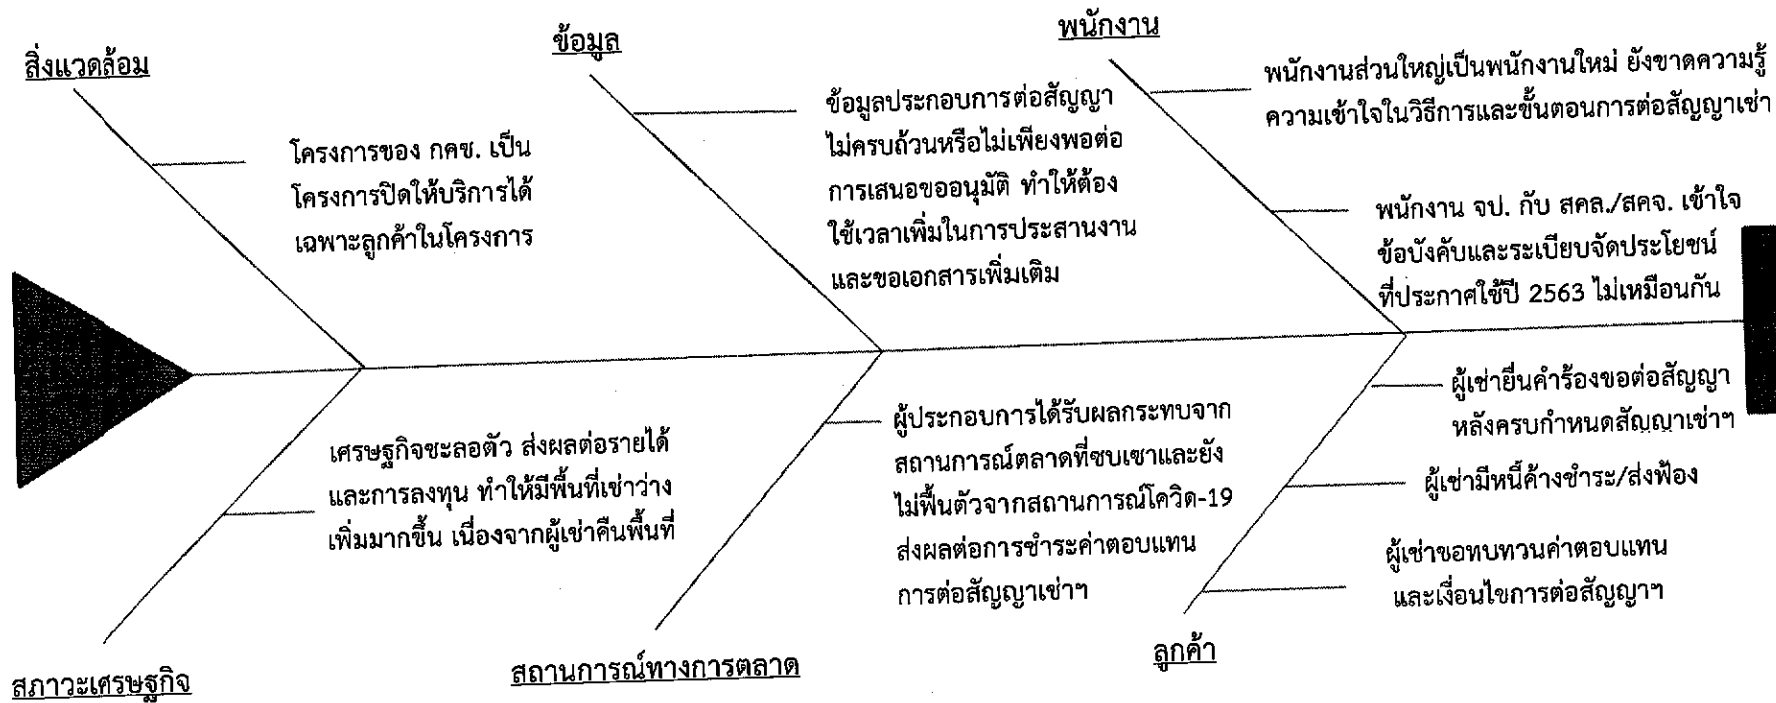 สิ่งแวดล้อม
โครงการของ กคช. เป็น
โครงการปิดให้บริการได้
เฉพาะลูกค้าในโครงการ
ข้อมูล
ข้อมูลประกอบการต่อสัญญา
ไม่ครบถ้วนหรือไม่เพียงพอต่อ
การเสนอขออนุมัติ ทำให้ต้อง
ใช้เวลาเพิ่มในการประสานงาน
และขอเอกสารเพิ่มเติม
พนักงาน
พนักงานส่วนใหญ่เป็นพนักงานใหม่ ยังขาดความรู้
ความเข้าใจในวิธีการและขั้นตอนการต่อสัญญาเช่า
พนักงาน จป. กับ สคล./สคจ. เข้าใจ
ข้อบังคับและระเบียบจัดประโยชน์
ที่ประกาศใช้ปี 2563 ไม่เหมือนกัน
เศรษฐกิจชะลอตัว ส่งผลต่อรายได้
และการลงทุน ทำให้มีพื้นที่เช่าว่าง
เพิ่มมากขึ้น เนื่องจากผู้เช่าคืนพื้นที่
สภาวะเศรษฐกิจ
ผู้ประกอบการได้รับผลกระทบจาก
สถานการณ์ตลาดที่ซบเซาและยัง
ไม่ฟื้นตัวจากสถานการณ์โควิด-19
ส่งผลต่อการชำระค่าตอบแทน
การต่อสัญญาเช่าฯ
สถานการณ์ทางการตลาด
ผู้เช่ายื่นคำร้องขอต่อสัญญา
หลังครบกำหนดสัญญาเช่าฯ
ผู้เช่ามีหนี้ค้างชำระ/ส่งฟ้อง
ผู้เช่าขอทบทวนค่าตอบแทน
และเงื่อนไขการต่อสัญญาฯ
ลูกค้า